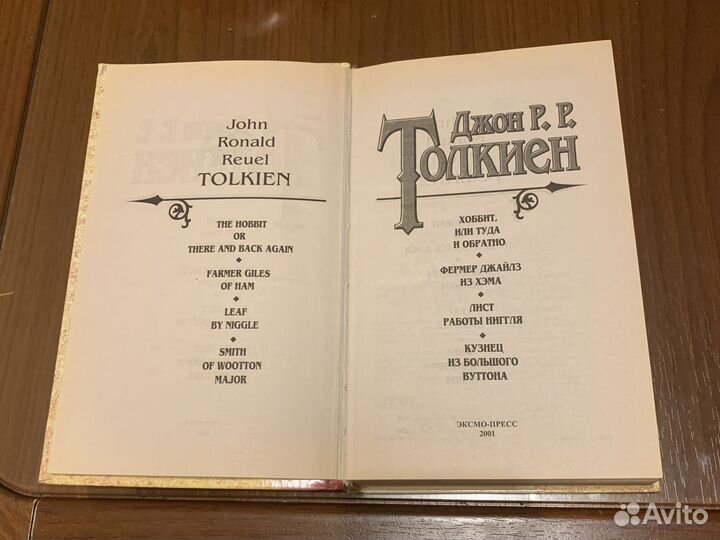 John
Ronald
Reuel
TOLKIEN
THE HOBBIT
OR
THERE AND BACK AGAIN
FARMER GILES
OF HAM
LEAF
BY NIGGLE
SMITH
OF WOOTTON
MAJOR
Джон Р. Р.
Толкиен
ХОББИТ,
ИЛИ ТУДА
И ОБРАТНО
ФЕРМЕР ДЖАЙЛЗ
ИЗ ХЭМА
ЛИСТ
РАБОТЫ НИГГЛЯ
КУЗНЕЦ
ИЗ БОЛЬШОГО
ВУТТОНА
ЭКСМО-ПРЕСС
2001
Avito